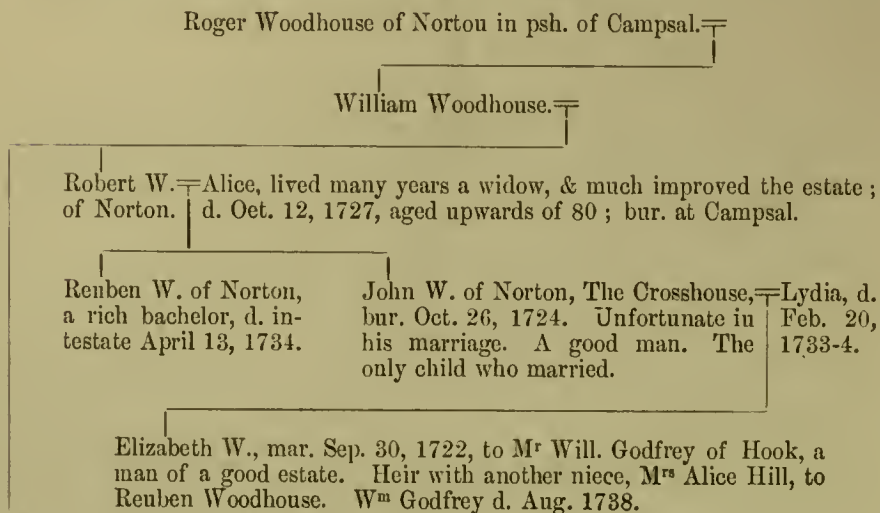 Roger Woodhouse of Norton in psh. of Campsal.
William Woodhouse.
Robert W. Alice, lived many years a widow, & much improved the estate ;
of Norton. d. Oct. 12, 1727, aged upwards of 80 ; bur. at Campsal.
Reuben W. of Norton, John W. of Norton, The Crosshouse, Lydia, d.
a rich bachelor, d. in- bur. Oct. 26, 1724. Unfortunate in Feb. 20,
testate April 13, 1734. his marriage. A good man. The 1733-4.
only child who married.
Elizabeth W., mar. Sep. 30, 1722, to Mr Will. Godfrey of Hook, a
man of a good estate. Heir with another niece, Mrs Alice Hill, to
Reuben Woodhouse. Wm Godfrey d. Aug. 1738.